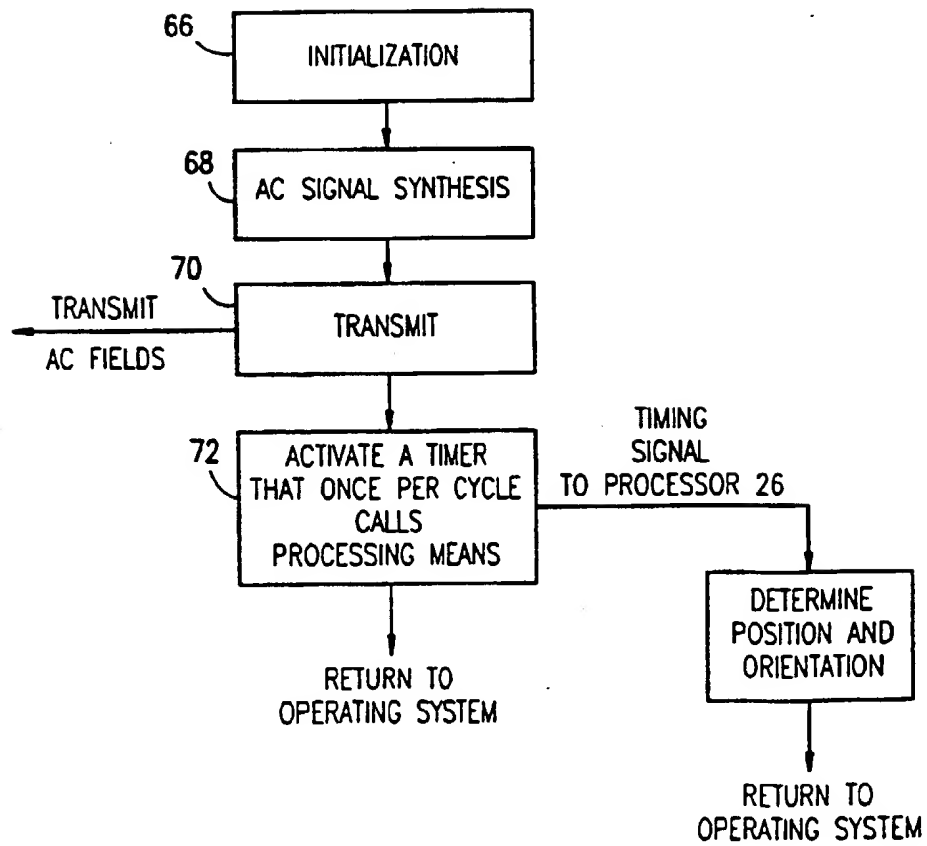 66
INITIALIZATION
68
AC SIGNAL SYNTHESIS
70
TRANSMIT
TRANSMIT
AC FIELDS
72
ACTIVATE A TIMER
THAT ONCE PER CYCLE
CALLS
PROCESSING MEANS
TIMING
SIGNAL
TO PROCESSOR 26
DETERMINE
POSITION AND
ORIENTATION
RETURN TO
OPERATING SYSTEM
RETURN TO
OPERATING SYSTEM